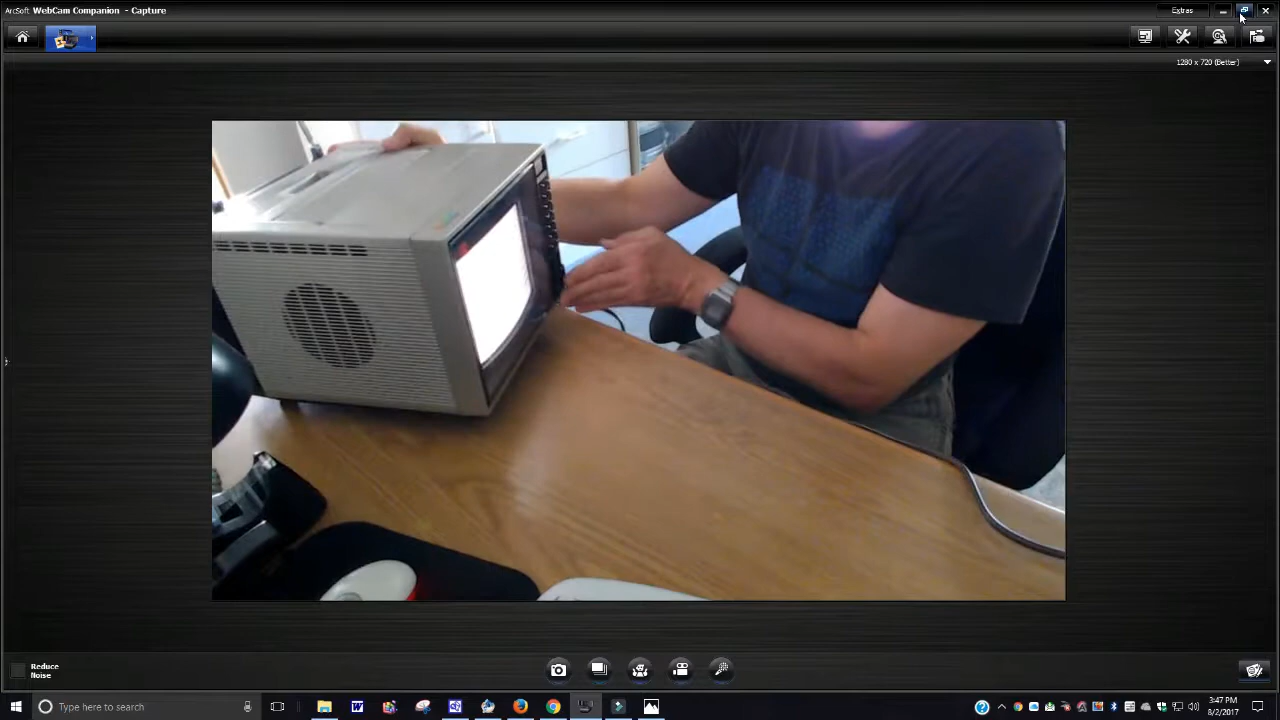 ArcSoft WebCam Companion - Capture
Extras
1280 x 720 (Better)
Reduce
Noise
Type here to search
3:47 PM
8/2/2017